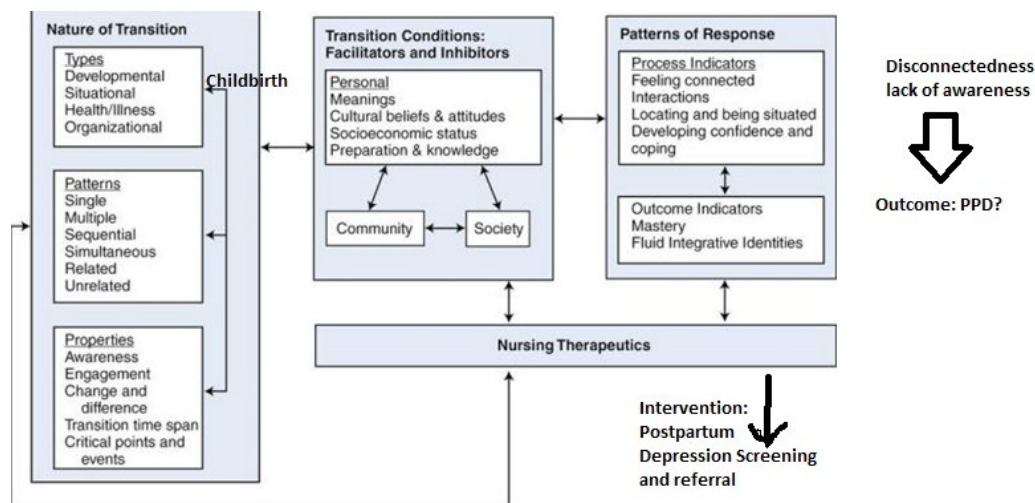 Nature of Transition
Types
Developmental
Situational
Health/Illness
Organizational
Childbirth
Patterns
Single
Multiple
Sequential
Simultaneous
Related
Unrelated
Properties
Awareness
Engagement
Change and
difference
Transition time span
Critical points and
events
Transition Conditions:
Facilitators and Inhibitors
Personal
Meanings
Cultural beliefs & attitudes
Socioeconomic status
Preparation & knowledge
Community
Society
Patterns of Response
Process Indicators
Feeling connected
Interactions
Locating and being situated
Developing confidence and
coping
Outcome Indicators
Mastery
Fluid Integrative Identities
Disconnectedness
lack of awareness
Outcome: PPD?
Nursing Therapeutics
Intervention:
Postpartum
Depression Screening
and referral